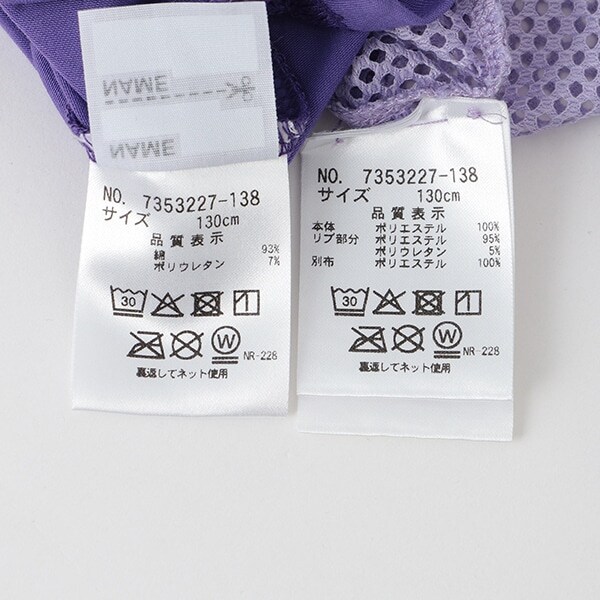 NAME
NAME
NO. 7353227-138
サイズ 130cm
品質表示
綿 93%
ポリウレタン 7%
30
W
NR-228
裏返してネット使用
NO. 7353227-138
サイズ 130cm
品質表示
本体 ポリエステル 100%
リブ部分 ポリエステル 95%
ポリウレタン 5%
別布 ポリエステル 100%
30
W
NR-228
裏返してネット使用